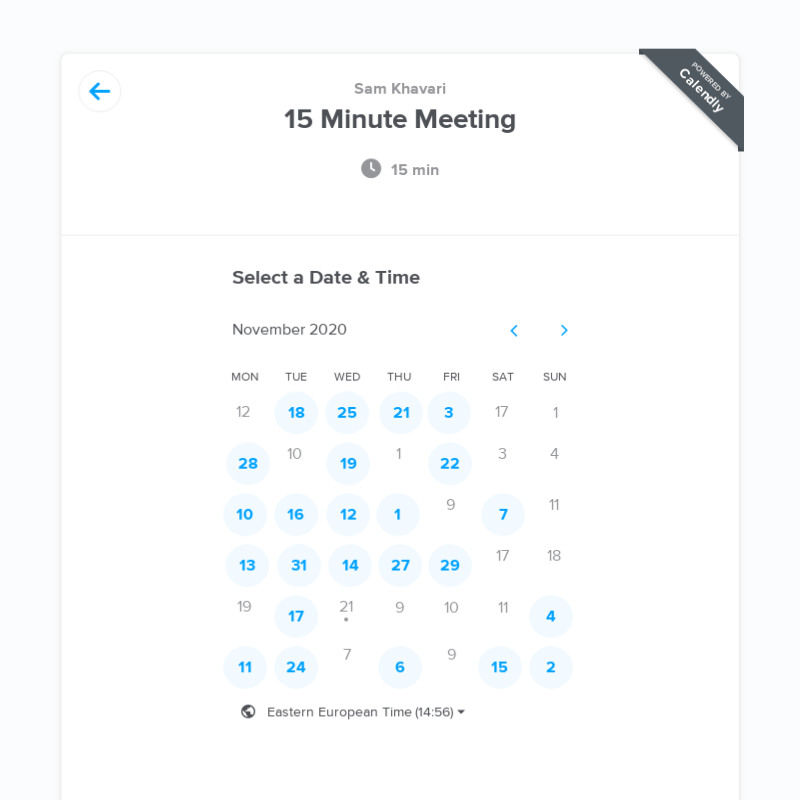 Sam Khavari
POWERED BY
Calendly
15 Minute Meeting
15 min
Select a Date & Time
November 2020
MON TUE WED THU FRI SAT SUN
12 18 25 21 3 17 1
28 10 19 1 22 3 4
10 16 12 1 9 7 11
13 31 14 27 29 17 18
19 17 21 9 10 11 4
11 24 7 6 9 15 2
Eastern European Time (14:56)